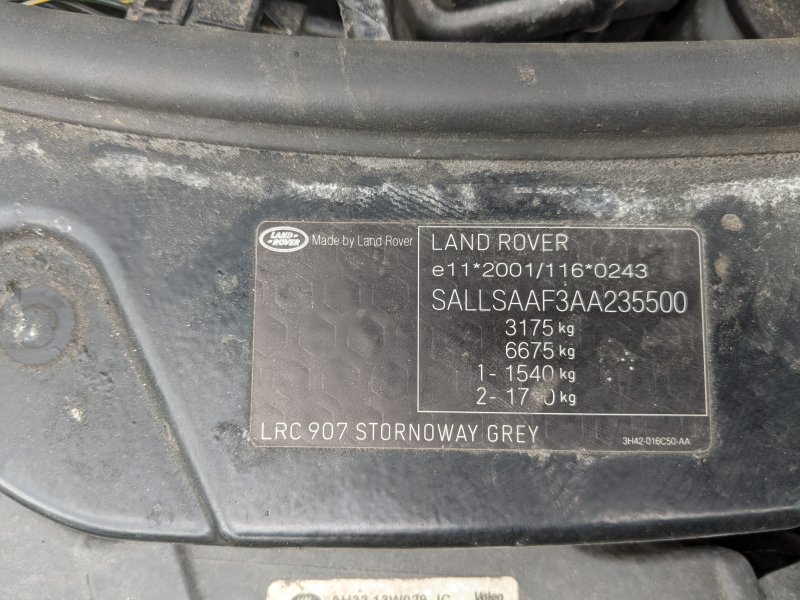 LAND ROVER Made by Land Rover
LAND ROVER
e11*2001/116*0243
SALLSAAF3AA235500
3175 kg
6675 kg
1- 1540 kg
2- kg
LRC 907 STORNOWAY GREY
3H42-016C50-AA
Valeo